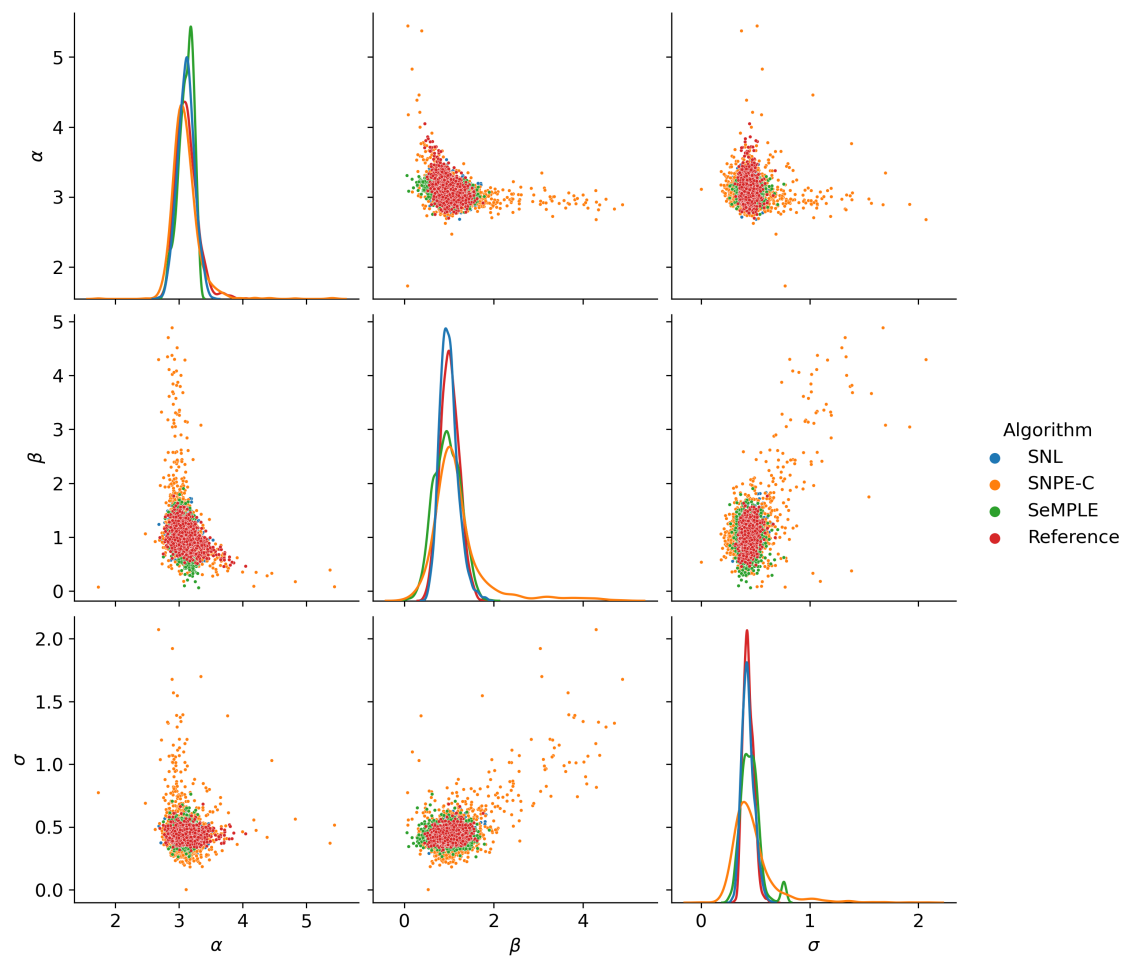 5
4
3
2
α
5
4
3
2
1
0
β
Algorithm
SNL
SNPE-C
SeMPLE
Reference
2.0
1.5
1.0
0.5
0.0
σ
2 3 4 5
0 2 4
0 1 2
α β σ